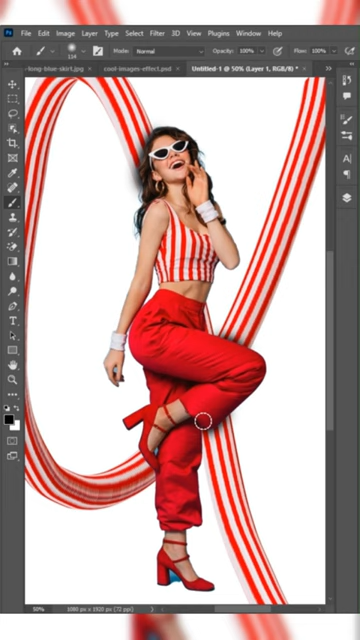 Ps File Edit Image Layer Type Select Filter 3D View Plugins Window Help
114 Mode: Normal Opacity: 100% Flow: 100%
long-blue-skirt.jpg × cool-images-effect.psd × Untitled-1 @ 50% (Layer 1, RGB/8) * ×
50% 1080 px x 1920 px (72 ppi)